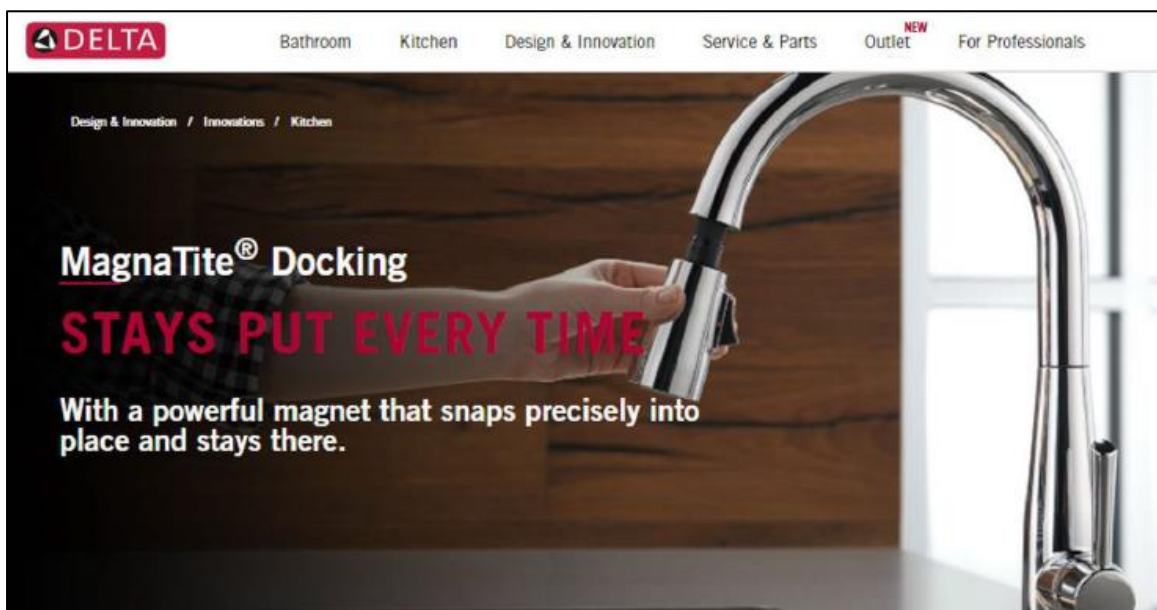 DELTA
Bathroom Kitchen Design & Innovation Service & Parts Outlet NEW For Professionals
Design & Innovation / Innovations / Kitchen
MagnaTite® Docking
STAYS PUT EVERY TIME
With a powerful magnet that snaps precisely into
place and stays there.